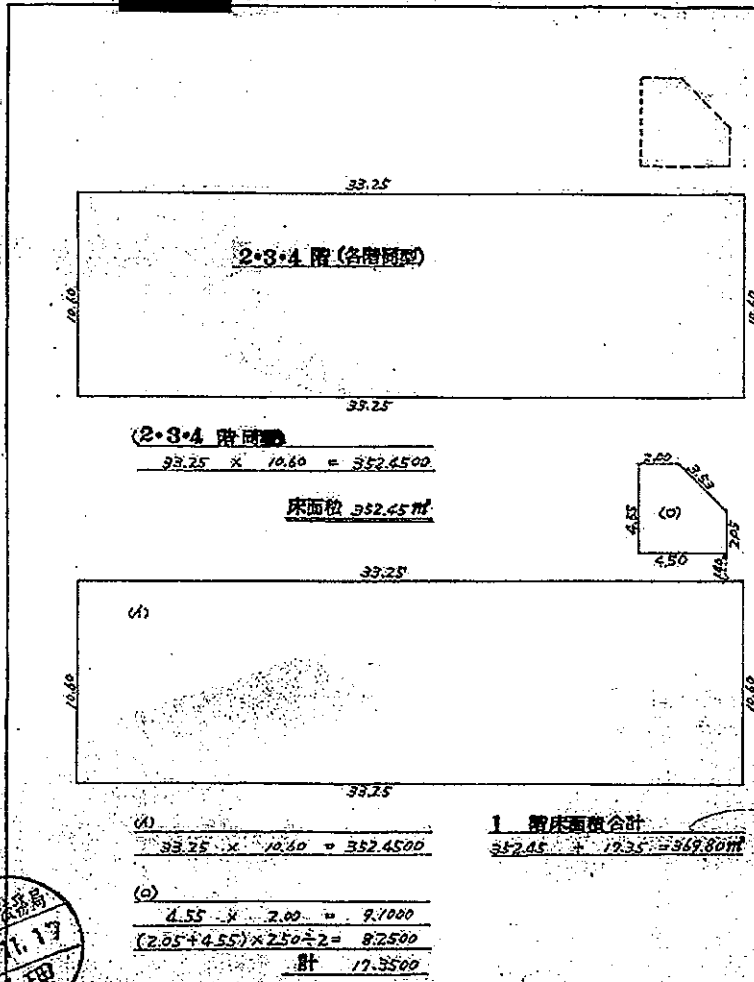 33.25
2・3・4 階 (各階同型)
10.60
10.60
33.25
(2・3・4 階同型)
33.25 × 10.60 = 352.4500
床面積 352.45㎡
2.00
3.53
4.55
(ロ)
2.05
4.50
1.40
33.25
(イ)
10.60
10.60
33.25
(イ)
33.25 × 10.60 = 352.4500
1 階床面積合計
352.45 + 17.35 = 369.80㎡
(ロ)
4.55 × 2.00 = 9.1000
(2.05+4.55)×2.50÷2= 8.2500
計 17.3500
務局